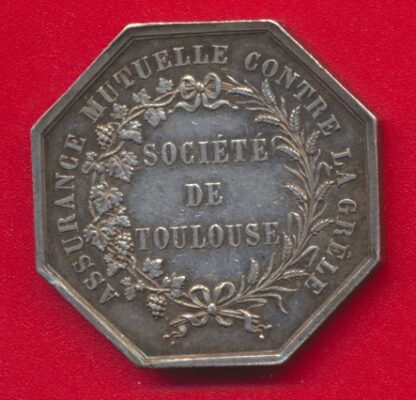 ASSURANCE MUTUELLE CONTRE LA GRÊLE
SOCIÉTÉ
DE
TOULOUSE